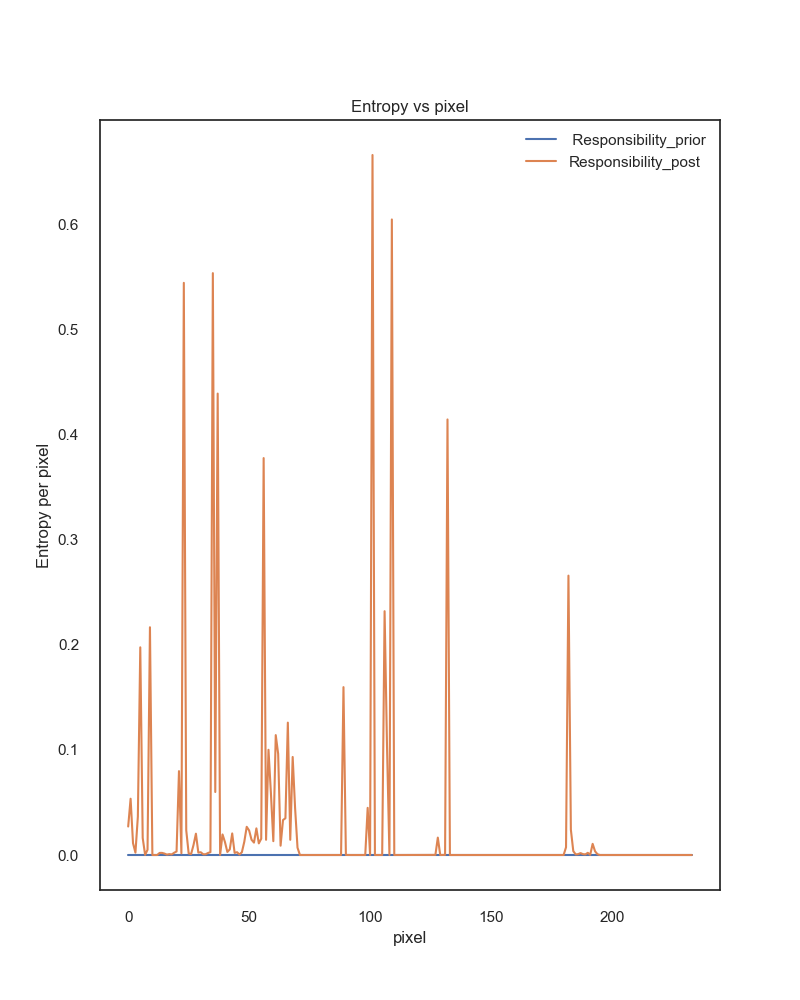 Entropy vs pixel
Responsibility_prior
Responsibility_post
0.6
0.5
0.4
0.3
0.2
0.1
0.0
Entropy per pixel
0 50 100 150 200
pixel